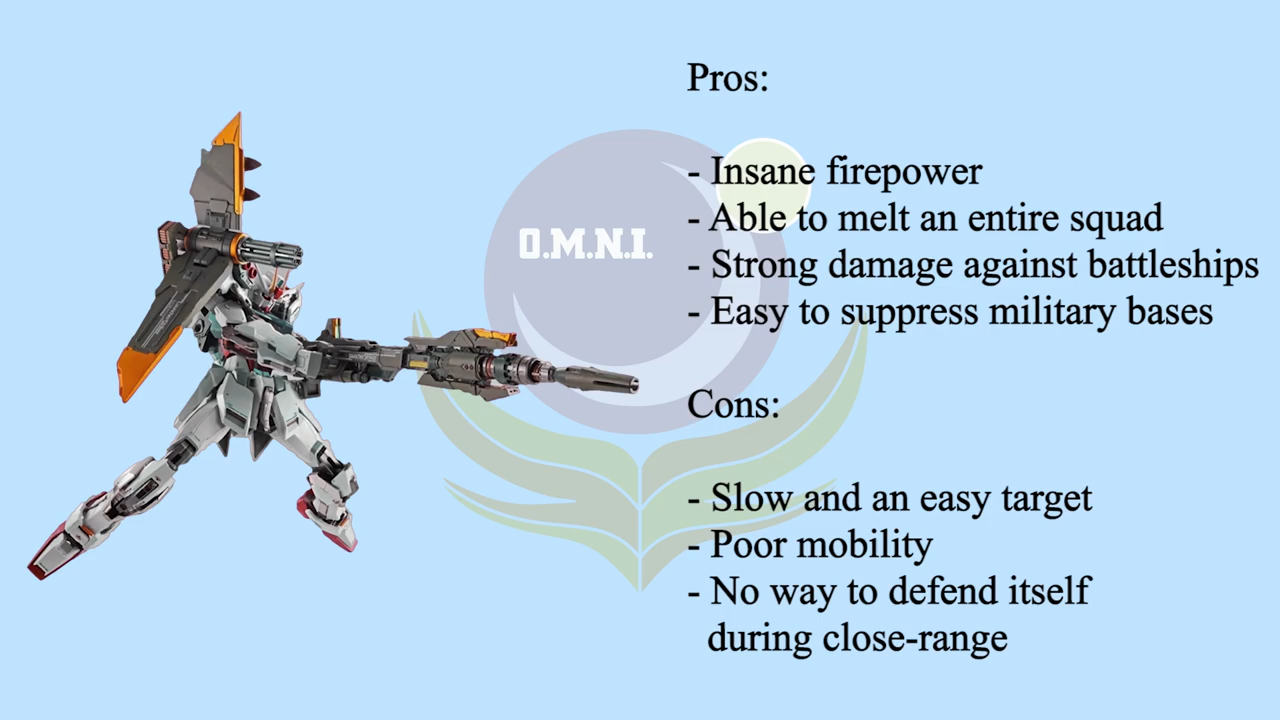 Pros:
- Insane firepower
- Able to melt an entire squad
O.M.N.I.
- Strong damage against battleships
- Easy to suppress military bases
Cons:
- Slow and an easy target
- Poor mobility
- No way to defend itself
during close-range